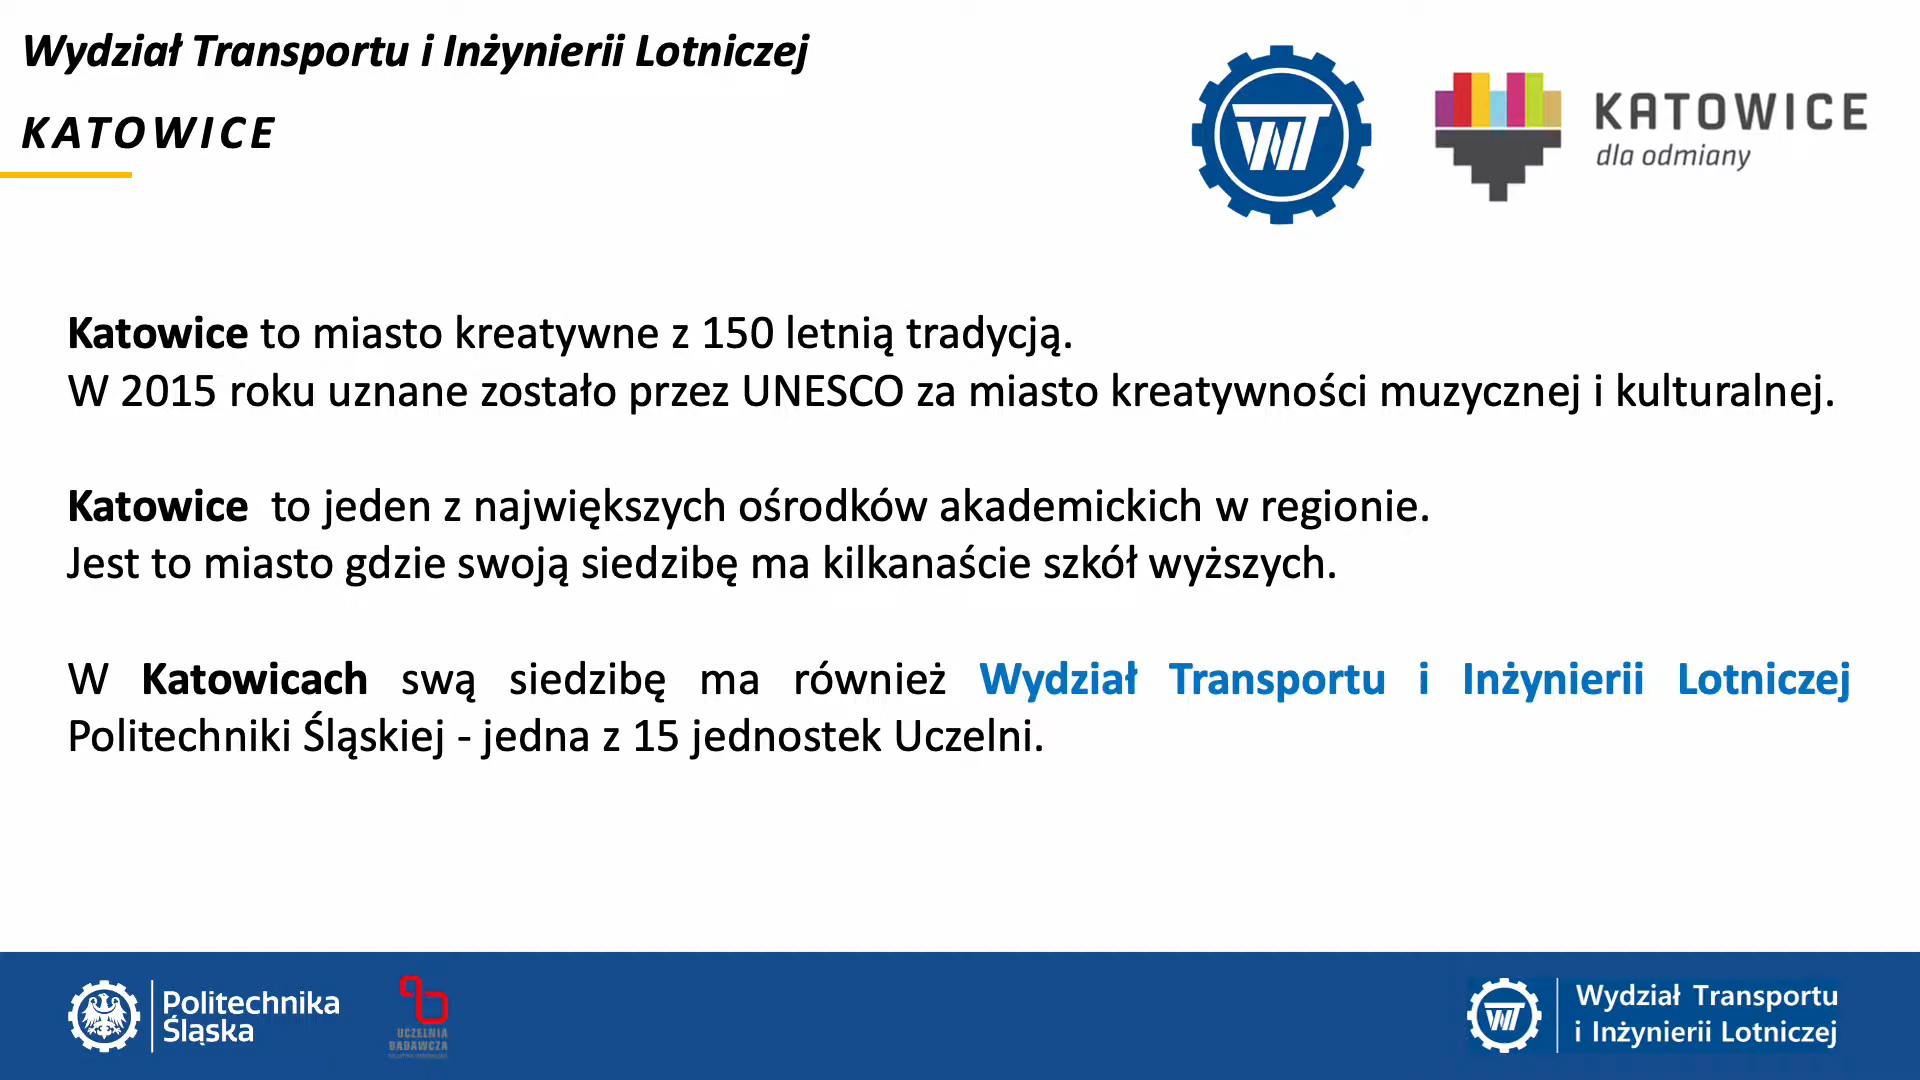 Wydział Transportu i Inżynierii Lotniczej
KATOWICE
WT
KATOWICE
dla odmiany
Katowice to miasto kreatywne z 150 letnią tradycją.
W 2015 roku uznane zostało przez UNESCO za miasto kreatywności muzycznej i kulturalnej.
Katowice to jeden z największych ośrodków akademickich w regionie.
Jest to miasto gdzie swoją siedzibę ma kilkanaście szkół wyższych.
W Katowicach swą siedzibę ma również Wydział Transportu i Inżynierii Lotniczej
Politechniki Śląskiej - jedna z 15 jednostek Uczelni.
Politechnika
Śląska
UCZELNIA
BADAWCZA
WT
Wydział Transportu
i Inżynierii Lotniczej